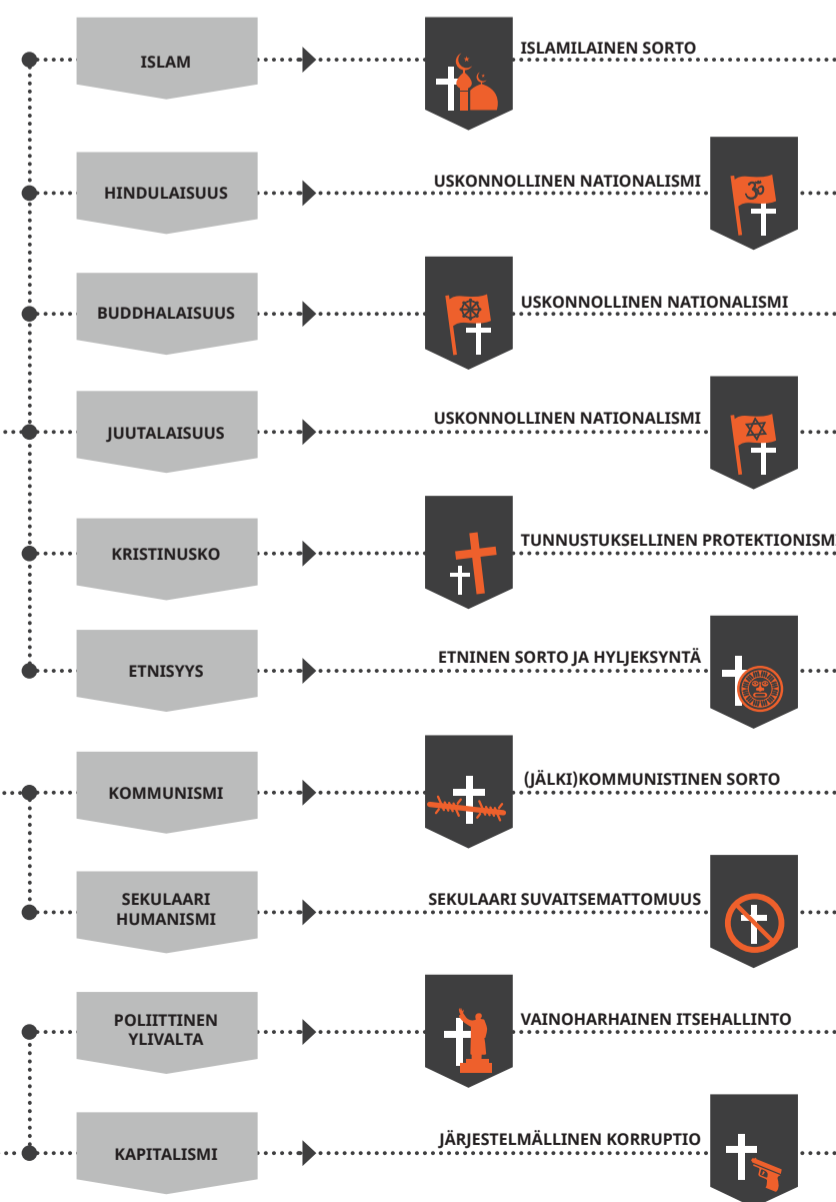 ISLAM
ISLAMILAINEN SORTO
HINDULAISUUS
USKONNOLLINEN NATIONALISMI
BUDDHALAISUUS
USKONNOLLINEN NATIONALISMI
JUUTALAISUUS
USKONNOLLINEN NATIONALISMI
KRISTINUSKO
TUNNUSTUKSELLINEN PROTEKTIONISMI
ETNISYYS
ETNINEN SORTO JA HYLJEKSYNTÄ
KOMMUNISMI
(JÄLKI)KOMMUNISTINEN SORTO
SEKULAARI
HUMANISMI
SEKULAARI SUVAITSEMATTOMUUS
POLIITTINEN
YLIVALTA
VAINOHARHAINEN ITSEHALLINTO
KAPITALISMI
JÄRJESTELMÄLLINEN KORRUPTIO